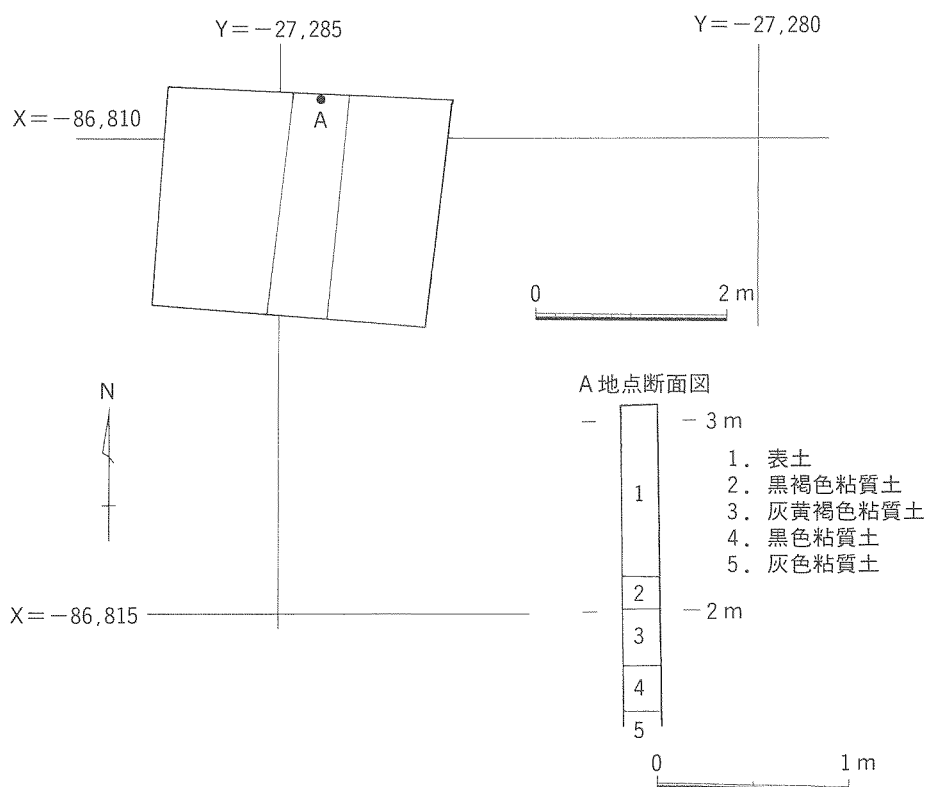 Y=-27,285
Y=-27,280
X=-86,810
A
0 2 m
N
A地点断面図
3 m
1
1. 表土
2. 黒褐色粘質土
3. 灰黄褐色粘質土
4. 黒色粘質土
5. 灰色粘質土
2
2 m
X=-86,815
3
4
5
0 1 m